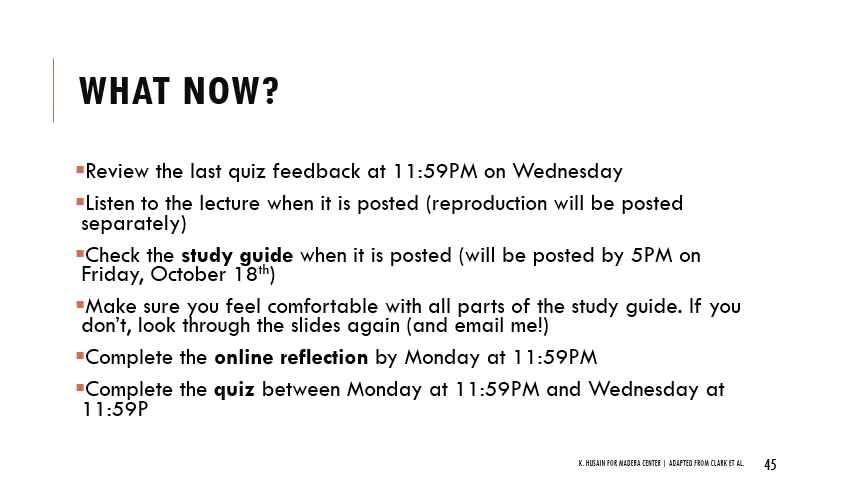 WHAT NOW?
▪Review the last quiz feedback at 11:59PM on Wednesday
▪Listen to the lecture when it is posted (reproduction will be posted
separately)
▪Check the study guide when it is posted (will be posted by 5PM on
Friday, October 18th)
▪Make sure you feel comfortable with all parts of the study guide. If you
don't, look through the slides again (and email me!)
▪Complete the online reflection by Monday at 11:59PM
▪Complete the quiz between Monday at 11:59PM and Wednesday at
11:59P
K. HUSAIN FOR MADERA CENTER | ADAPTED FROM CLARK ET AL. 45